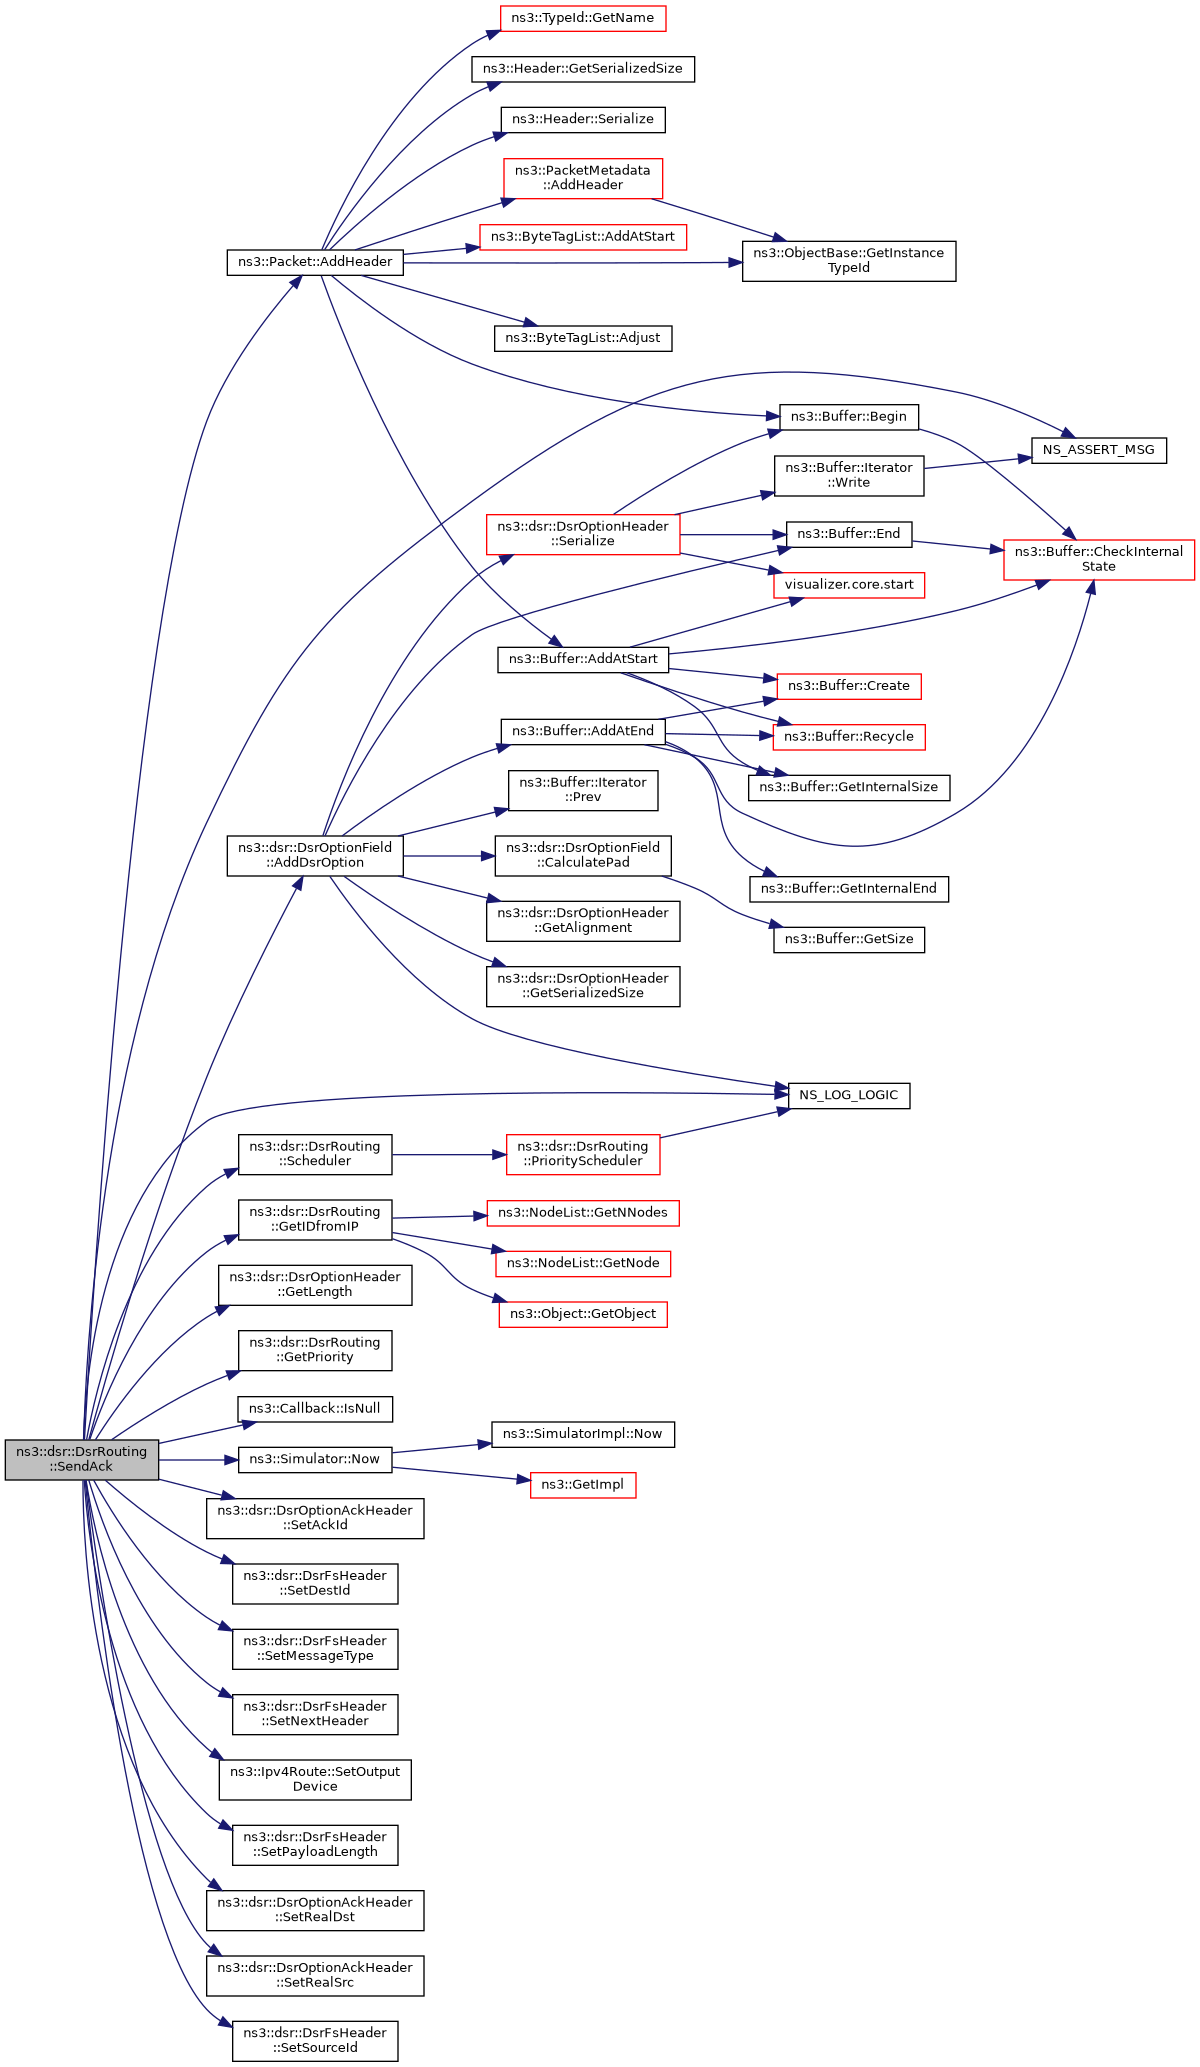 ns3::TypeId::GetName
ns3::Header::GetSerializedSize
ns3::Header::Serialize
ns3::PacketMetadata
::AddHeader
ns3::ByteTagList::AddAtStart
ns3::ObjectBase::GetInstance
TypeId
ns3::Packet::AddHeader
ns3::ByteTagList::Adjust
ns3::Buffer::Begin
NS_ASSERT_MSG
ns3::Buffer::Iterator
::Write
ns3::dsr::DsrOptionHeader
::Serialize
ns3::Buffer::End
ns3::Buffer::CheckInternal
State
visualizer.core.start
ns3::Buffer::AddAtStart
ns3::Buffer::Create
ns3::Buffer::AddAtEnd
ns3::Buffer::Recycle
ns3::Buffer::Iterator
::Prev
ns3::Buffer::GetInternalSize
ns3::dsr::DsrOptionField
::AddDsrOption
ns3::dsr::DsrOptionField
::CalculatePad
ns3::Buffer::GetInternalEnd
ns3::dsr::DsrOptionHeader
::GetAlignment
ns3::Buffer::GetSize
ns3::dsr::DsrOptionHeader
::GetSerializedSize
NS_LOG_LOGIC
ns3::dsr::DsrRouting
::Scheduler
ns3::dsr::DsrRouting
::PriorityScheduler
ns3::dsr::DsrRouting
::GetIDfromIP
ns3::NodeList::GetNNodes
ns3::NodeList::GetNode
ns3::dsr::DsrOptionHeader
::GetLength
ns3::Object::GetObject
ns3::dsr::DsrRouting
::GetPriority
ns3::Callback::IsNull
ns3::SimulatorImpl::Now
ns3::dsr::DsrRouting
::SendAck
ns3::Simulator::Now
ns3::GetImpl
ns3::dsr::DsrOptionAckHeader
::SetAckId
ns3::dsr::DsrFsHeader
::SetDestId
ns3::dsr::DsrFsHeader
::SetMessageType
ns3::dsr::DsrFsHeader
::SetNextHeader
ns3::Ipv4Route::SetOutput
Device
ns3::dsr::DsrFsHeader
::SetPayloadLength
ns3::dsr::DsrOptionAckHeader
::SetRealDst
ns3::dsr::DsrOptionAckHeader
::SetRealSrc
ns3::dsr::DsrFsHeader
::SetSourceId